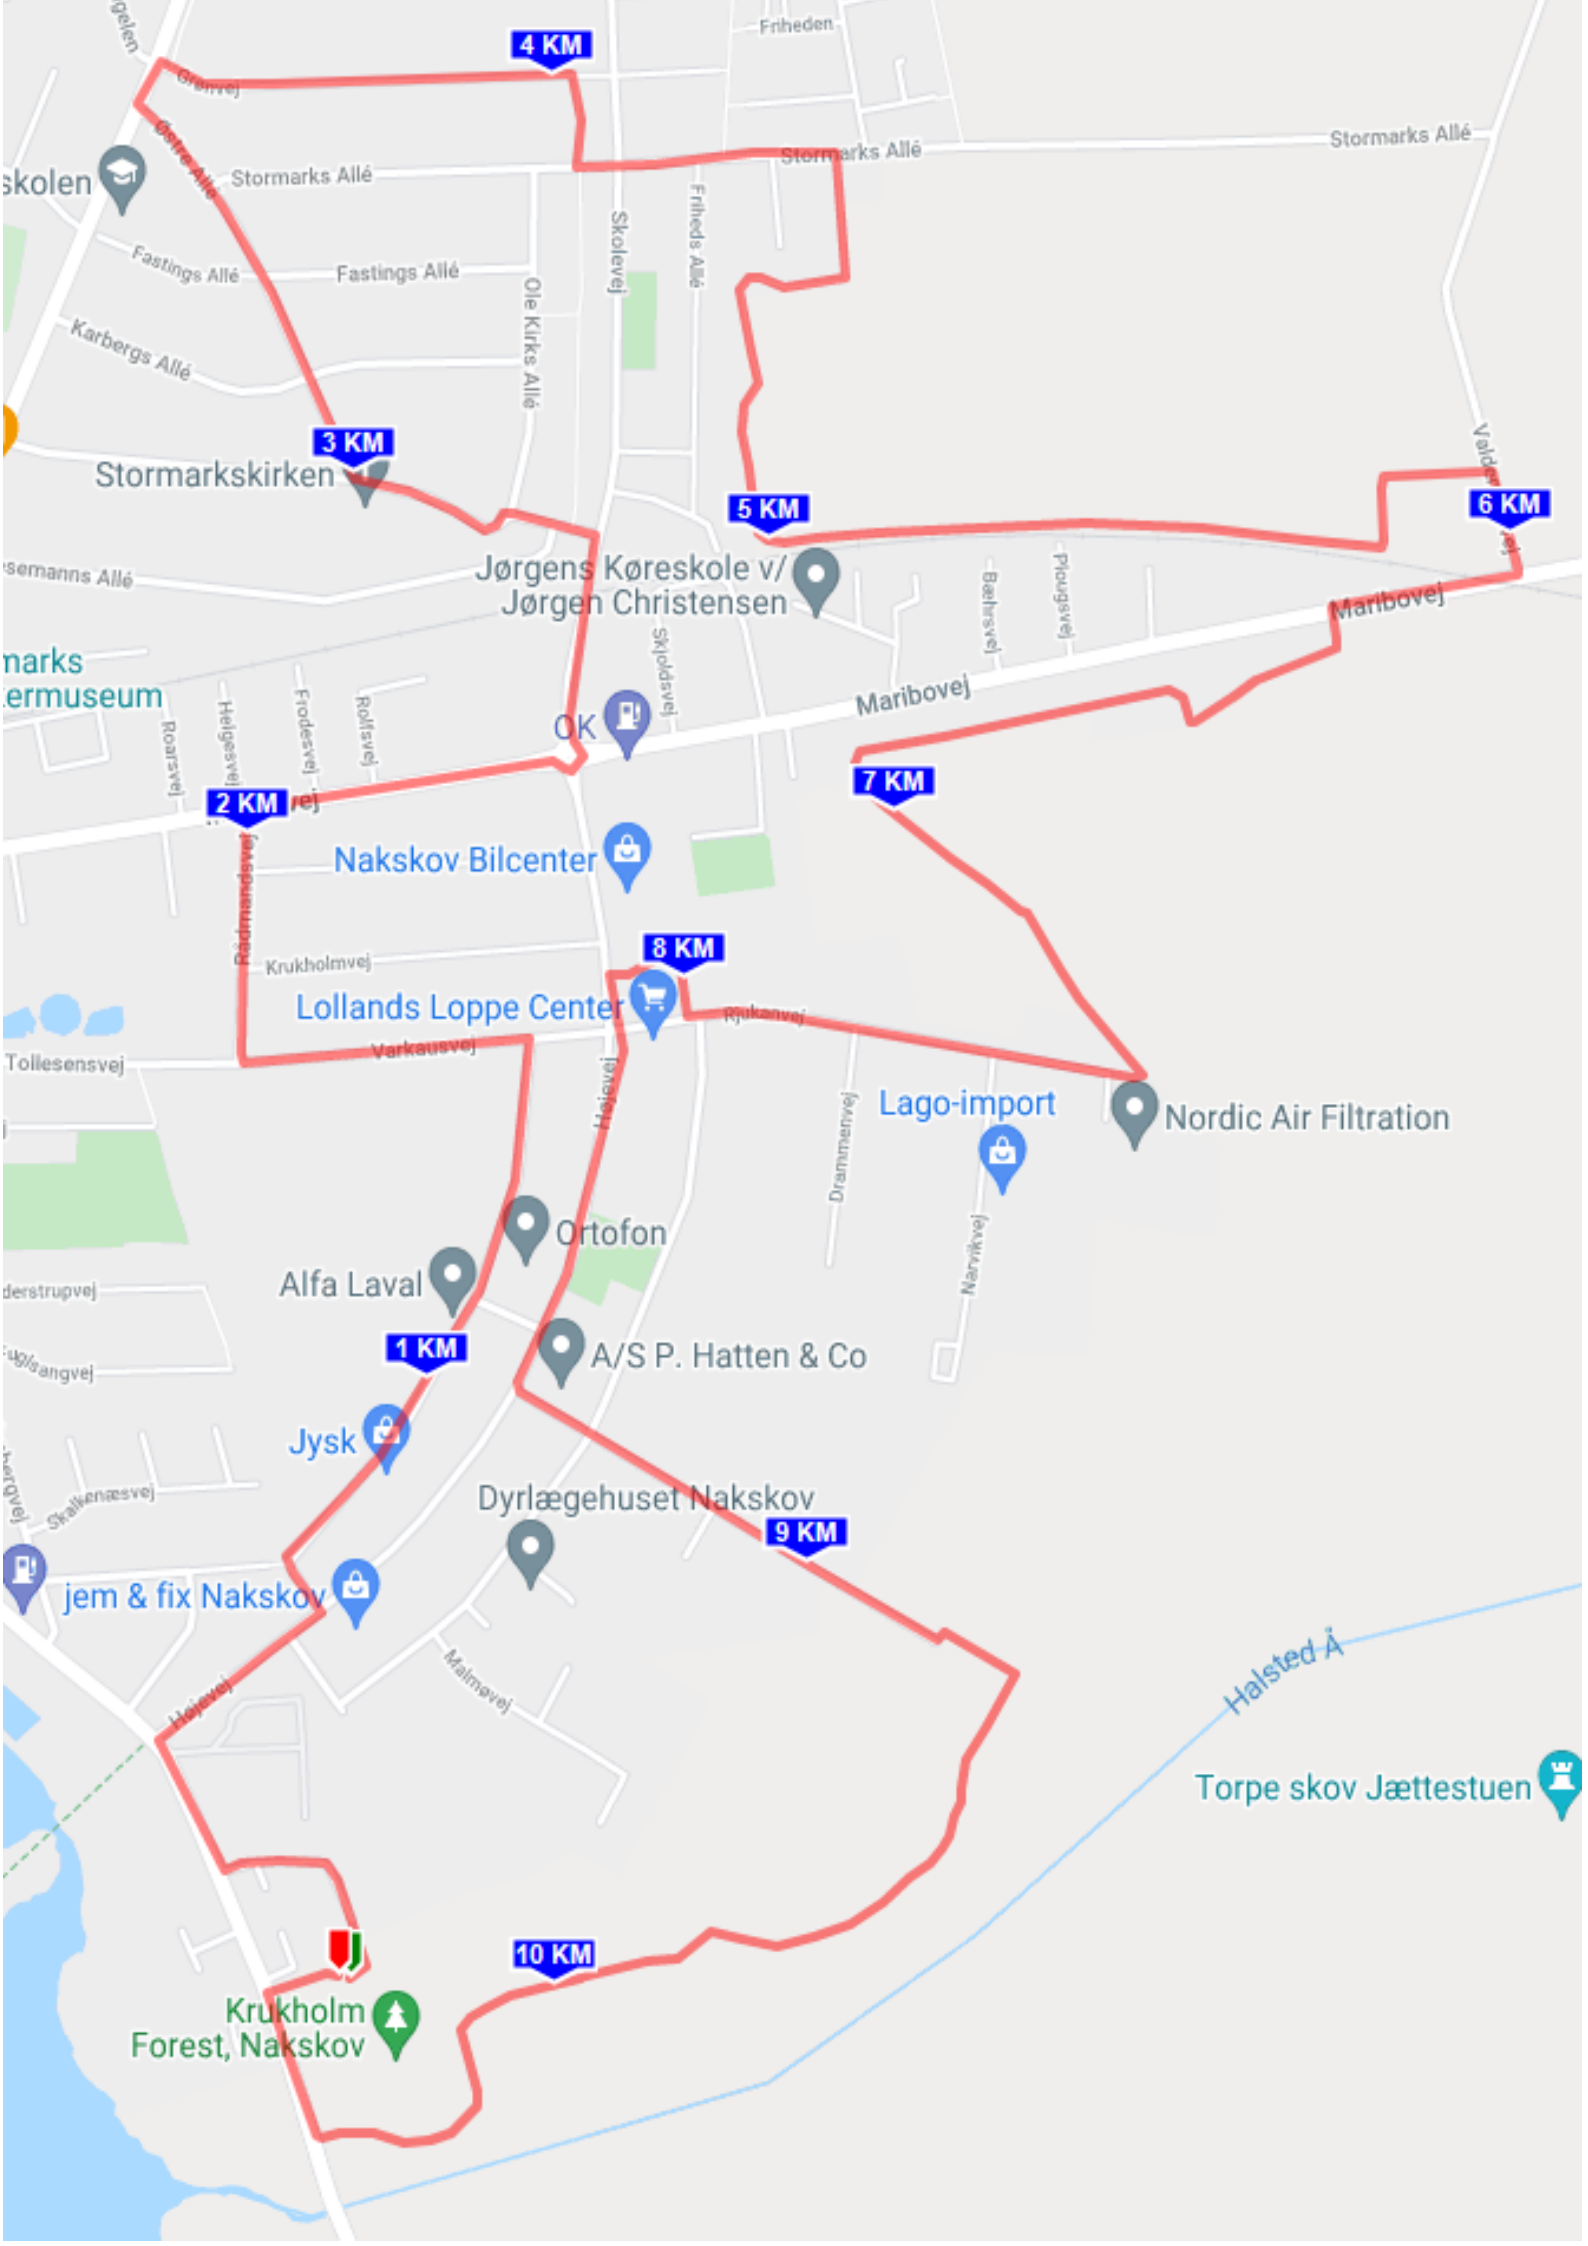 Friheden
4 KM
Grønvej
Østre Allé
Stormarks Allé
Stormarks Allé
Stormarks Allé
skolen
Fastings Allé
Fastings Allé
Skolevej
Friheds Allé
Ole Kirks Allé
Karbergs Allé
3 KM
Stormarkskirken
5 KM
6 KM
Jørgens Køreskole v/
Jørgen Christensen
semanns Allé
Bæhrsvej
Plougsvej
Maribovej
Skjoldsvej
marks
ermuseum
Maribovej
Roarsvej
Helgesvej
Frodesvej
Rolfsvej
OK
2 KM
7 KM
Rådmandsvej
Nakskov Bilcenter
8 KM
Krukholmvej
Lollands Loppe Center
Rjukanvej
Varkausvej
Tollesensvej
Højevej
Drammenvej
Lago-import
Nordic Air Filtration
Narvikvej
Ortofon
Alfa Laval
derstrupvej
1 KM
A/S P. Hatten & Co
uglsangvej
Jysk
bergvej
Skalkenæsvej
Dyrlægehuset Nakskov
9 KM
jem & fix Nakskov
Malmøvej
Halsted Å
Højevej
Torpe skov Jættestuen
10 KM
Krukholm
Forest, Nakskov